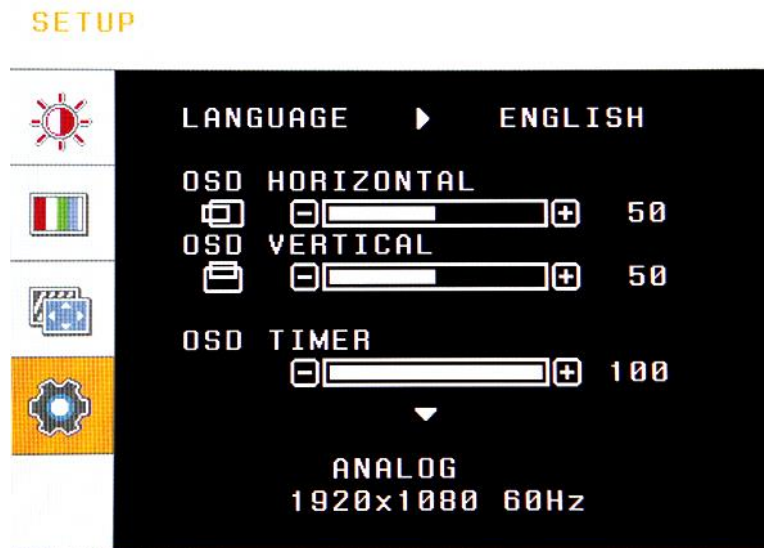 SETUP
LANGUAGE ENGLISH
OSD HORIZONTAL
50
OSD VERTICAL
50
OSD TIMER
100
ANALOG
1920x1080 60Hz